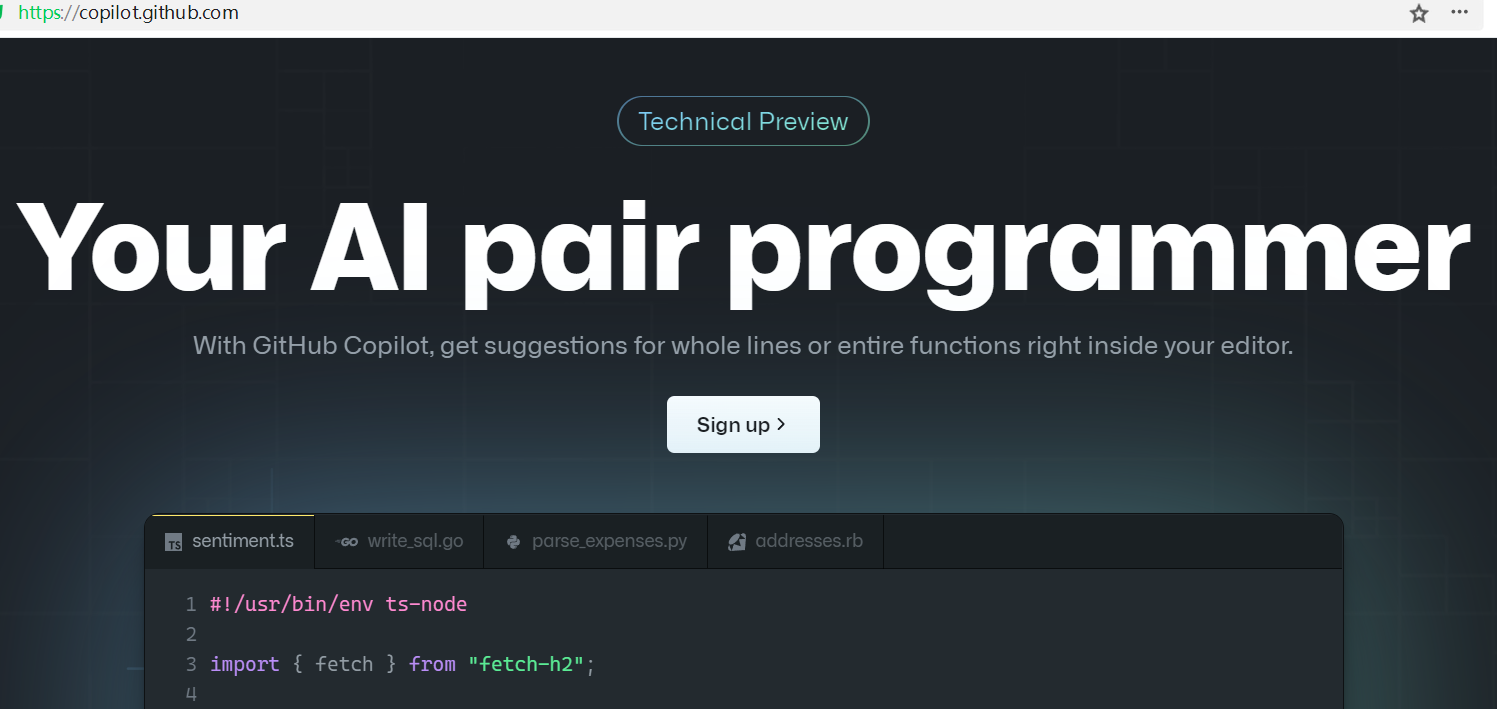 https://copilot.github.com
Technical Preview
Your AI pair programmer
With GitHub Copilot, get suggestions for whole lines or entire functions right inside your editor.
Sign up >
TS sentiment.ts GO write_sql.go parse_expenses.py addresses.rb
1 #!/usr/bin/env ts-node
2
3 import { fetch } from "fetch-h2";
4